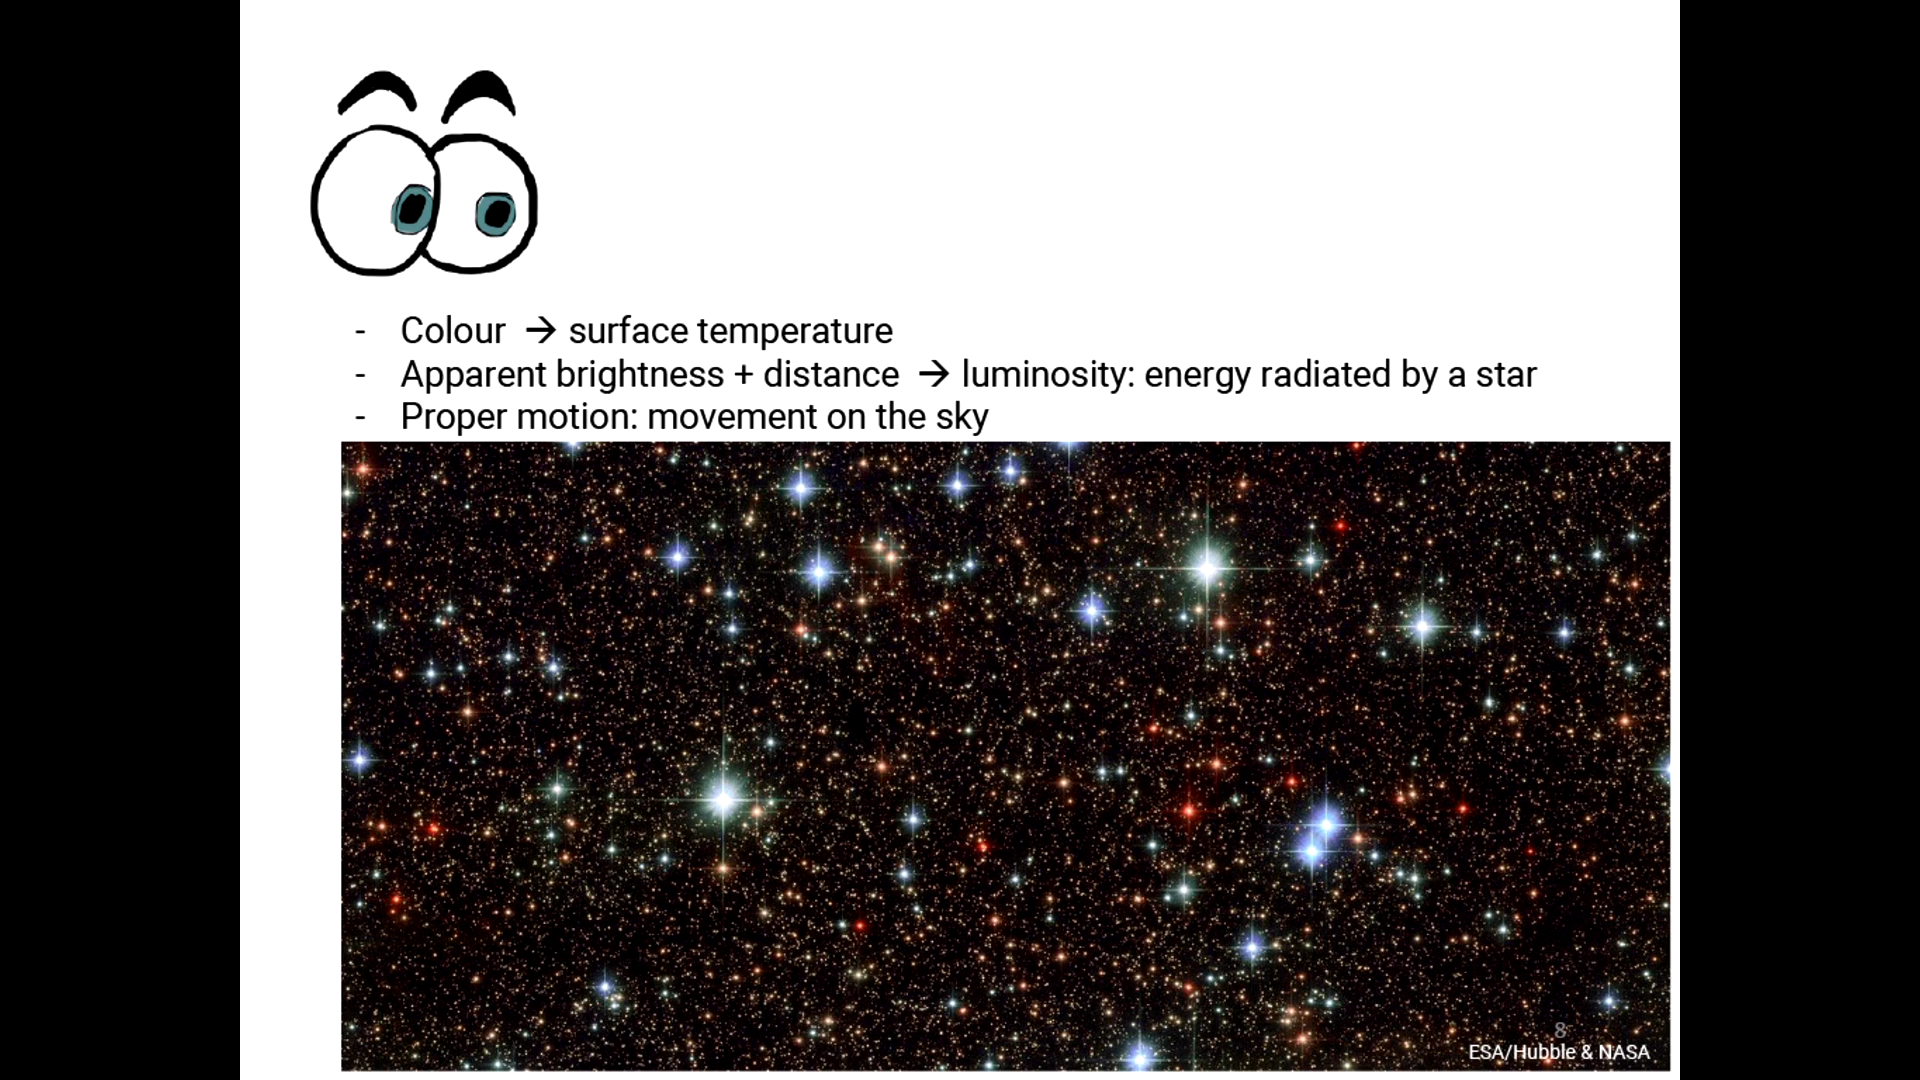 - Colour → surface temperature
- Apparent brightness + distance → luminosity: energy radiated by a star
- Proper motion: movement on the sky
8
ESA/Hubble & NASA